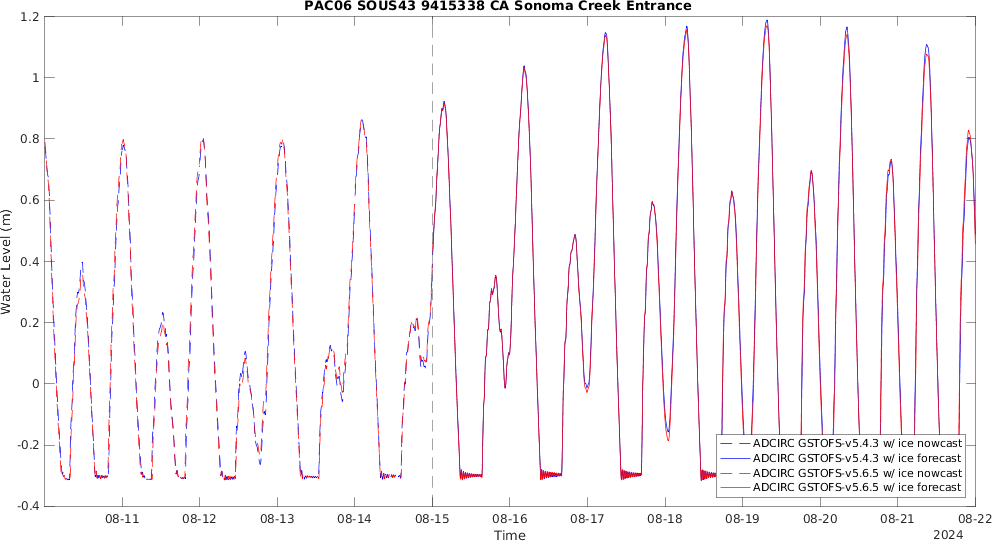 PAC06 SOUS43 9415338 CA Sonoma Creek Entrance
1.2
1
0.8
0.6
0.4
0.2
0
-0.2
-0.4
Water Level (m)
08-11 08-12 08-13 08-14 08-15 08-16 08-17 08-18 08-19 08-20 08-21 08-22
Time
2024
ADCIRC GSTOFS-v5.4.3 w/ ice nowcast
ADCIRC GSTOFS-v5.4.3 w/ ice forecast
ADCIRC GSTOFS-v5.6.5 w/ ice nowcast
ADCIRC GSTOFS-v5.6.5 w/ ice forecast